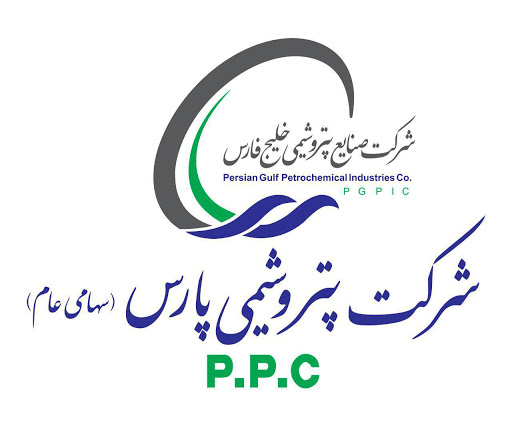 شرکت صنایع پتروشیمی خلیج فارس
Persian Gulf Petrochemical Industries Co.
PGPIC
شرکت پتروشیمی پارس (سهامی عام)
P.P.C